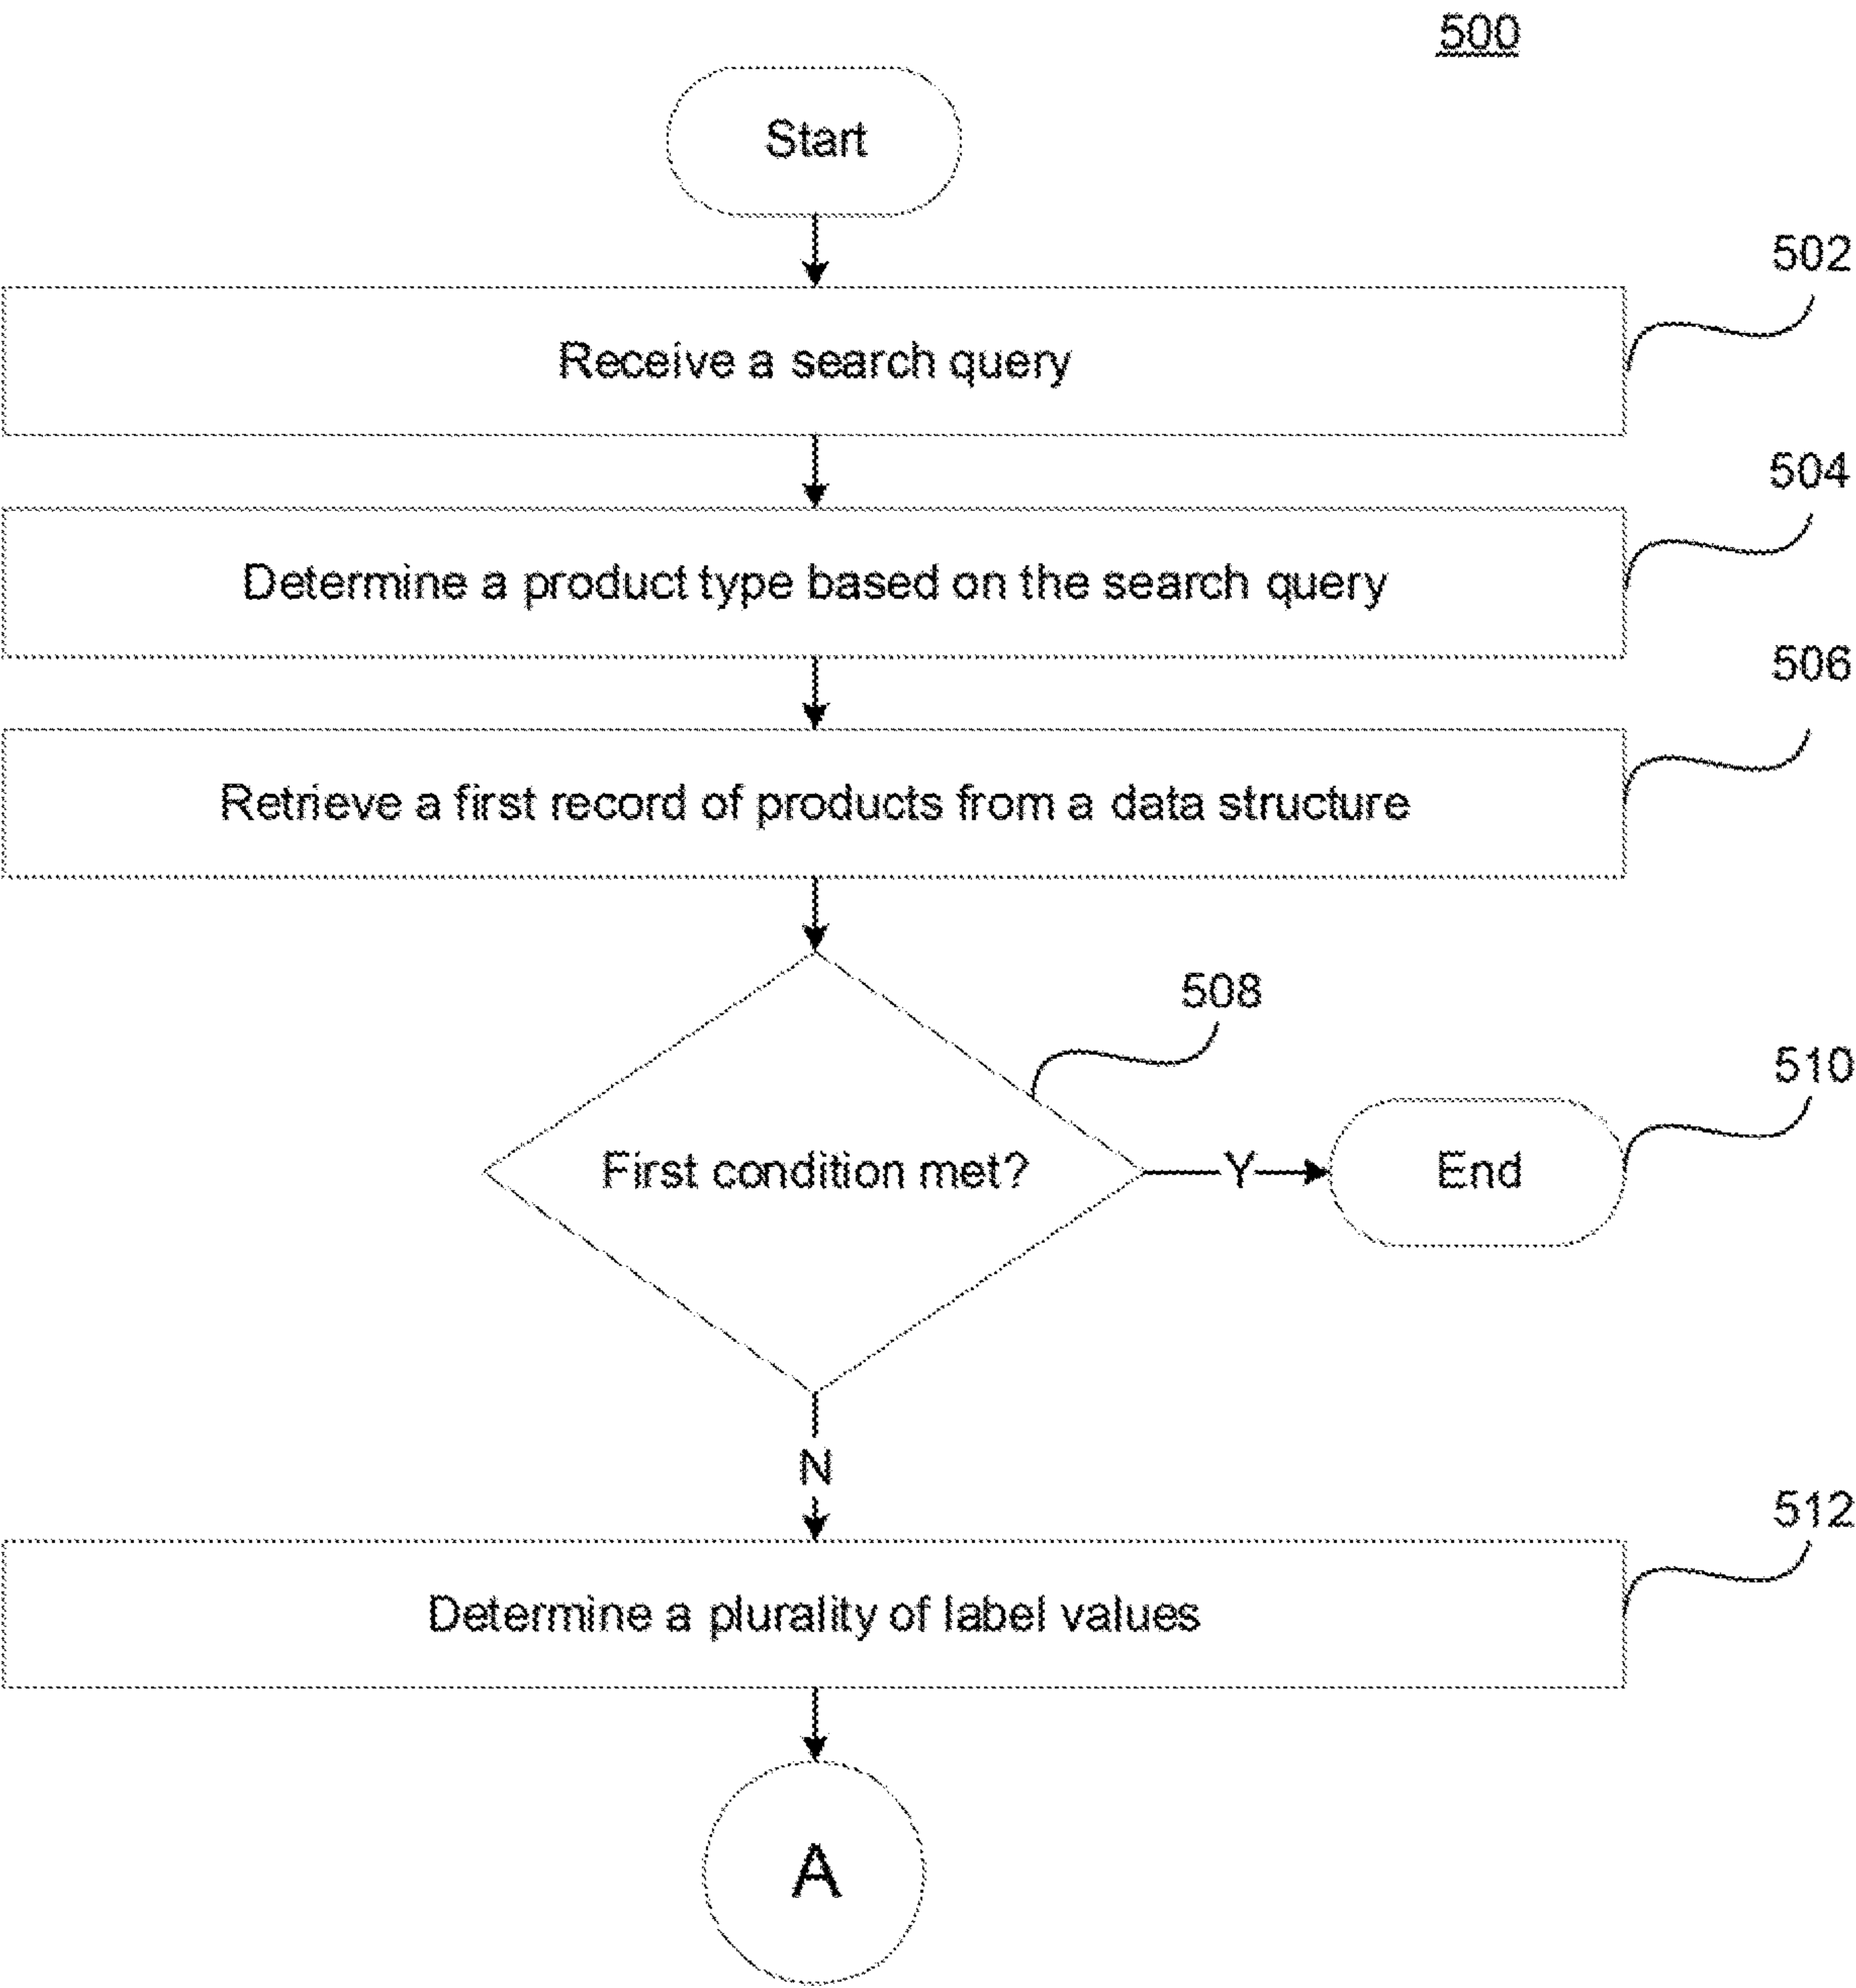 500
Start
502
Receive a search query
504
Determine a product type based on the search query
506
Retrieve a first record of products from a data structure
508
First condition met?
Y
510
End
N
512
Determine a plurality of label values
A